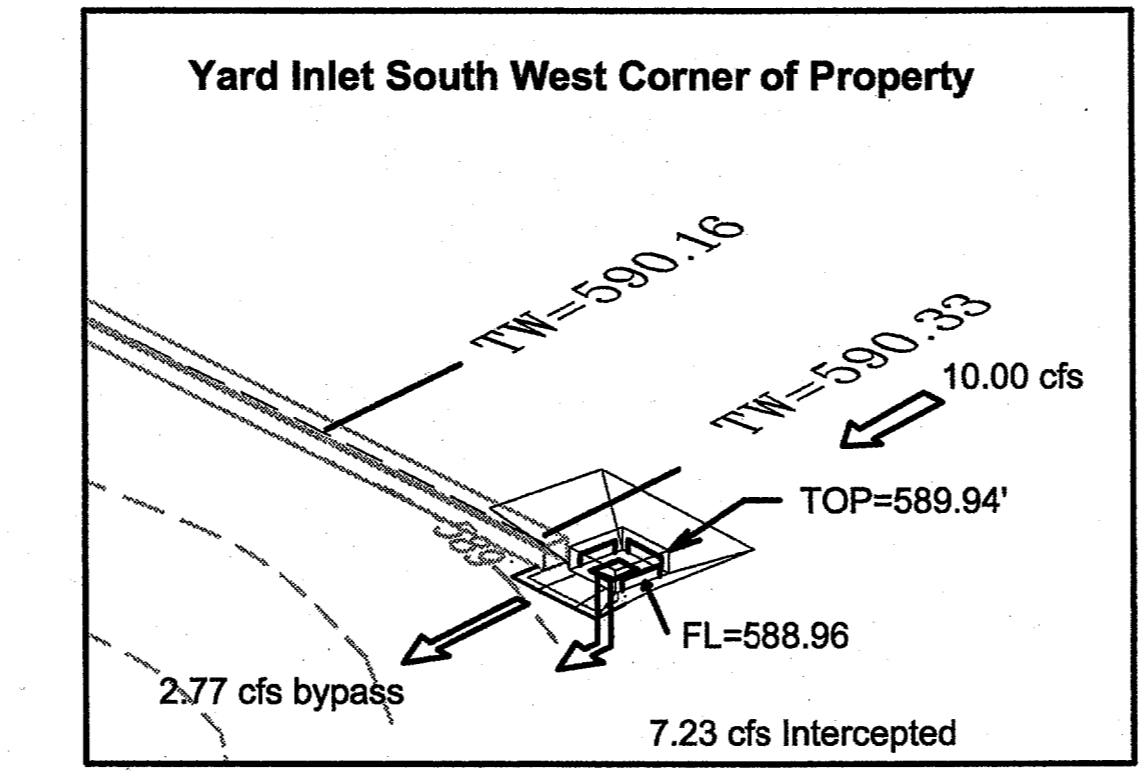 Yard Inlet South West Corner of Property
TW=590.16
TW=590.33
10.00 cfs
TOP=589.94'
589.
FL=588.96
2.77 cfs bypass
7.23 cfs Intercepted